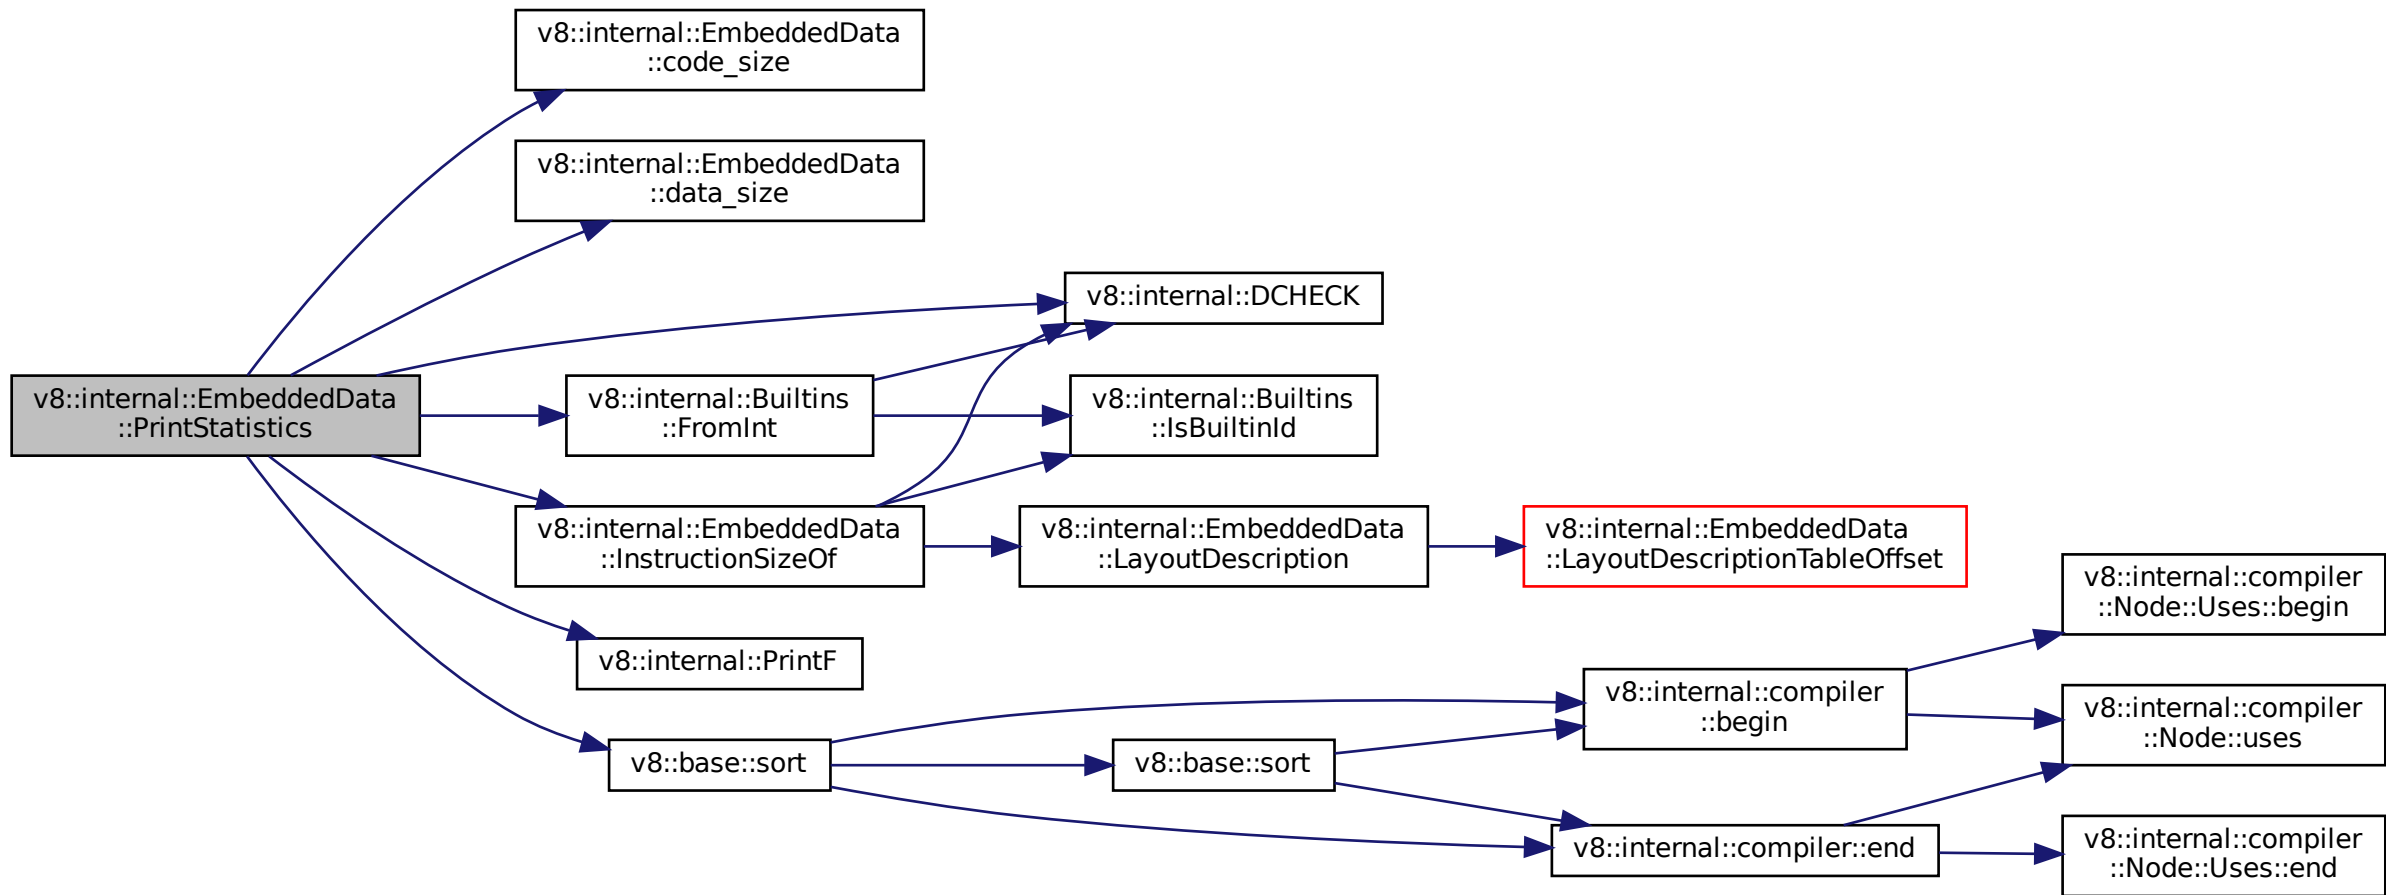 v8::internal::EmbeddedData
::PrintStatistics
v8::internal::EmbeddedData
::code_size
v8::internal::EmbeddedData
::data_size
v8::internal::DCHECK
v8::internal::Builtins
::FromInt
v8::internal::Builtins
::IsBuiltinId
v8::internal::EmbeddedData
::InstructionSizeOf
v8::internal::EmbeddedData
::LayoutDescription
v8::internal::EmbeddedData
::LayoutDescriptionTableOffset
v8::internal::PrintF
v8::base::sort
v8::base::sort
v8::internal::compiler
::begin
v8::internal::compiler::end
v8::internal::compiler
::Node::Uses::begin
v8::internal::compiler
::Node::uses
v8::internal::compiler
::Node::Uses::end